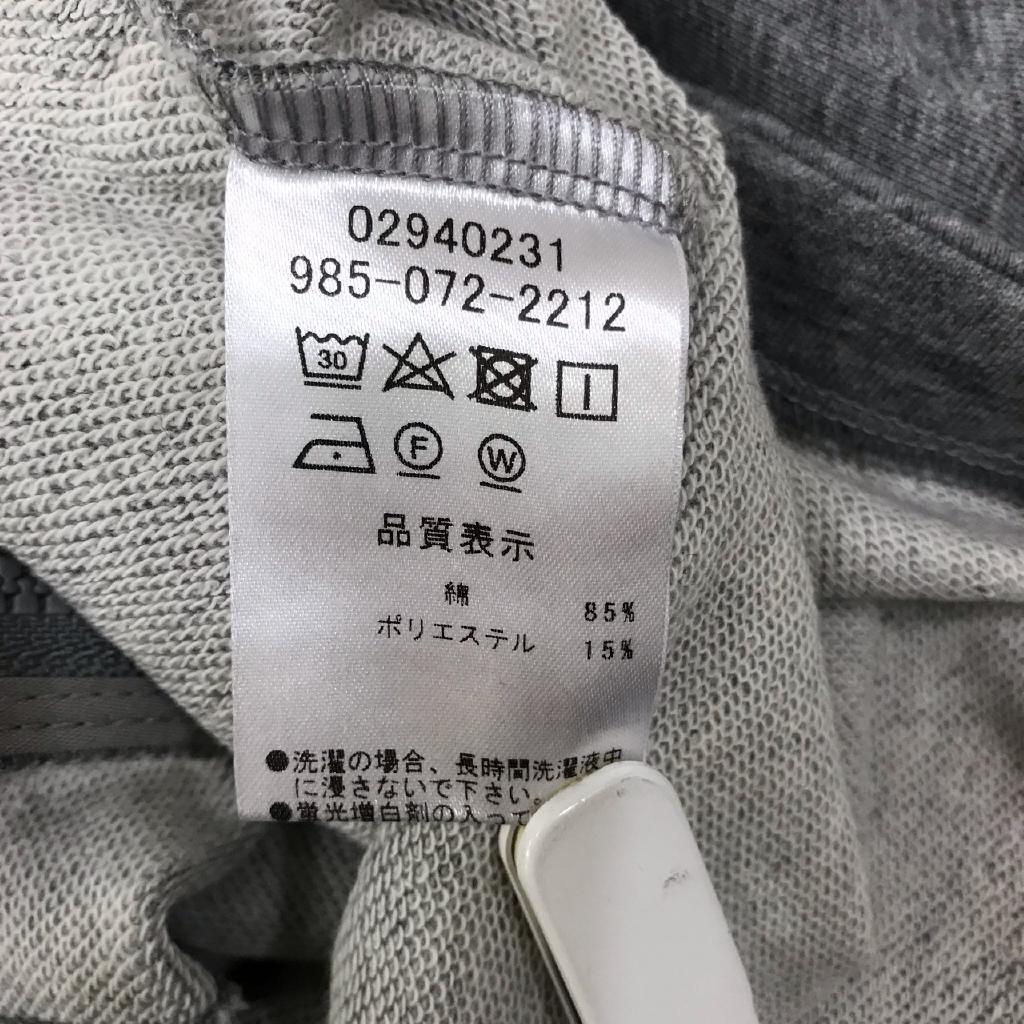 02940231
985-072-2212
30
F W
品質表示
綿 85%
ポリエステル 15%
●洗濯の場合、長時間洗濯液中
に浸さないで下さい。
●蛍光増白剤の入って